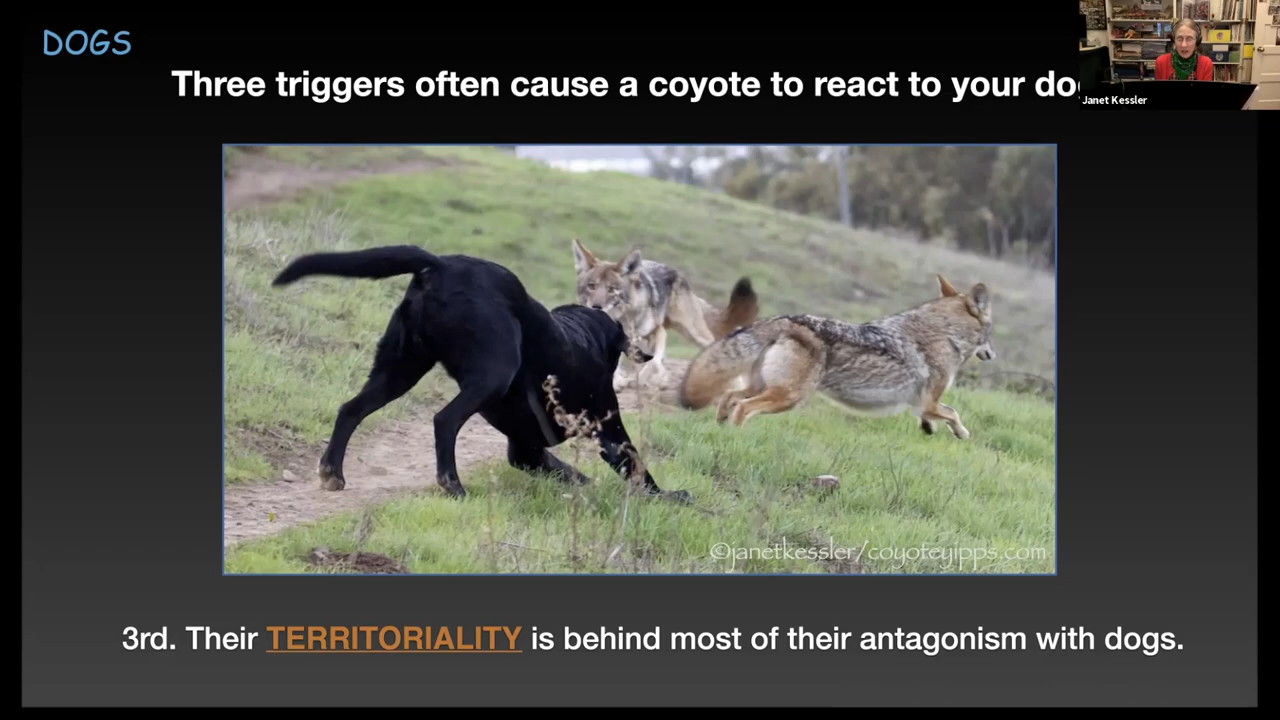 DOGS
Three triggers often cause a coyote to react to your do
Janet Kessler
©janetkessler/coyoteyipps.com
3rd. Their TERRITORIALITY is behind most of their antagonism with dogs.